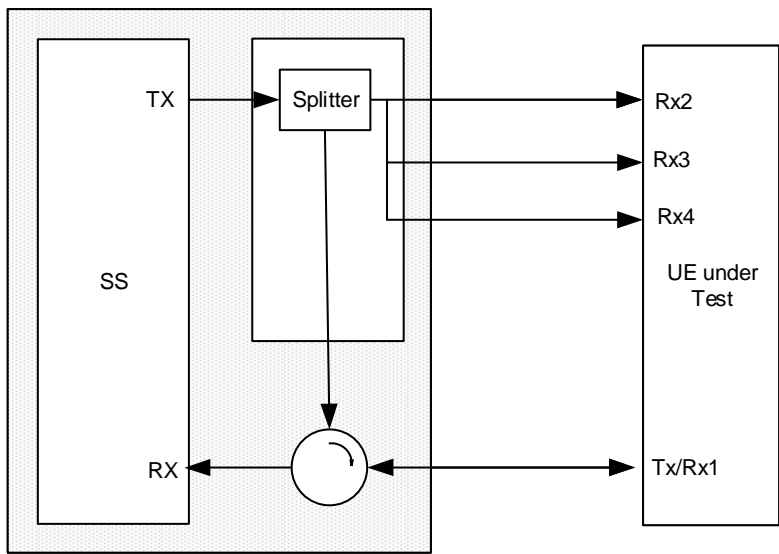 TX
Splitter
Rx2
Rx3
Rx4
SS
UE under
Test
RX
Tx/Rx1